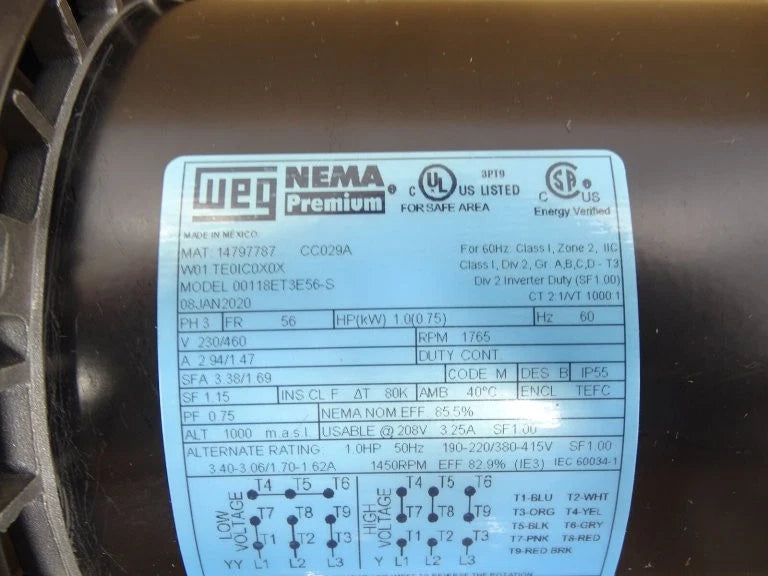 WEG NEMA Premium ® C UL US LISTED 3PT9 FOR SAFE AREA C SA US Energy Verified
MADE IN MEXICO.
MAT: 14797787 CC029A For 60Hz: Class I, Zone 2, IIC
W01.TE0IC0X0X Class I, Div 2, Gr. A,B,C,D - T3
MODEL 00118ET3E56-S Div 2 Inverter Duty (SF1.00)
08JAN2020 CT 2:1/VT 1000:1
PH 3 FR 56 HP(kW) 1.0(0.75) Hz 60
V 230/460 RPM 1765
A 2.94/1.47 DUTY CONT.
SFA 3.38/1.69 CODE M DES B IP55
SF 1.15 INS.CL.F ΔT 80K AMB 40°C ENCL TEFC
PF 0.75 NEMA NOM EFF 85.5%
ALT 1000 m.a.s.l. USABLE @ 208V 3.25A SF1.00
ALTERNATE RATING: 1.0HP 50Hz 190-220/380-415V SF1.00
3.40-3.06/1.70-1.62A 1450RPM EFF 82.9% (IE3) IEC 60034-1
LOW VOLTAGE
T4 T5 T6
T7 T8 T9
T1 T2 T3
YY L1 L2 L3
HIGH VOLTAGE
T4 T5 T6
T7 T8 T9
T1 T2 T3
Y L1 L2 L3
T1-BLU T2-WHT
T3-ORG T4-YEL
T5-BLK T6-GRY
T7-PNK T8-RED
T9-RED BRK